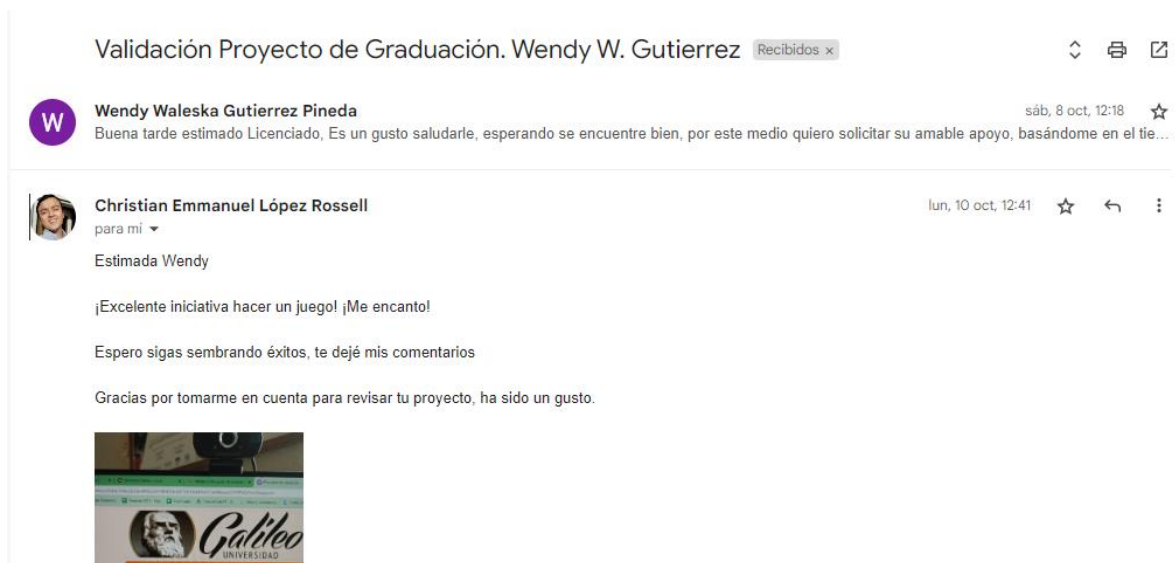 Validación Proyecto de Graduación. Wendy W. Gutierrez Recibidos x
W
Wendy Waleska Gutierrez Pineda sáb, 8 oct, 12:18
Buena tarde estimado Licenciado, Es un gusto saludarle, esperando se encuentre bien, por este medio quiero solicitar su amable apoyo, basándome en el tie...
Christian Emmanuel López Rossell lun, 10 oct, 12:41
para mí
Estimada Wendy
¡Excelente iniciativa hacer un juego! ¡Me encanto!
Espero sigas sembrando éxitos, te dejé mis comentarios
Gracias por tomarme en cuenta para revisar tu proyecto, ha sido un gusto.
Galileo
UNIVERSIDAD